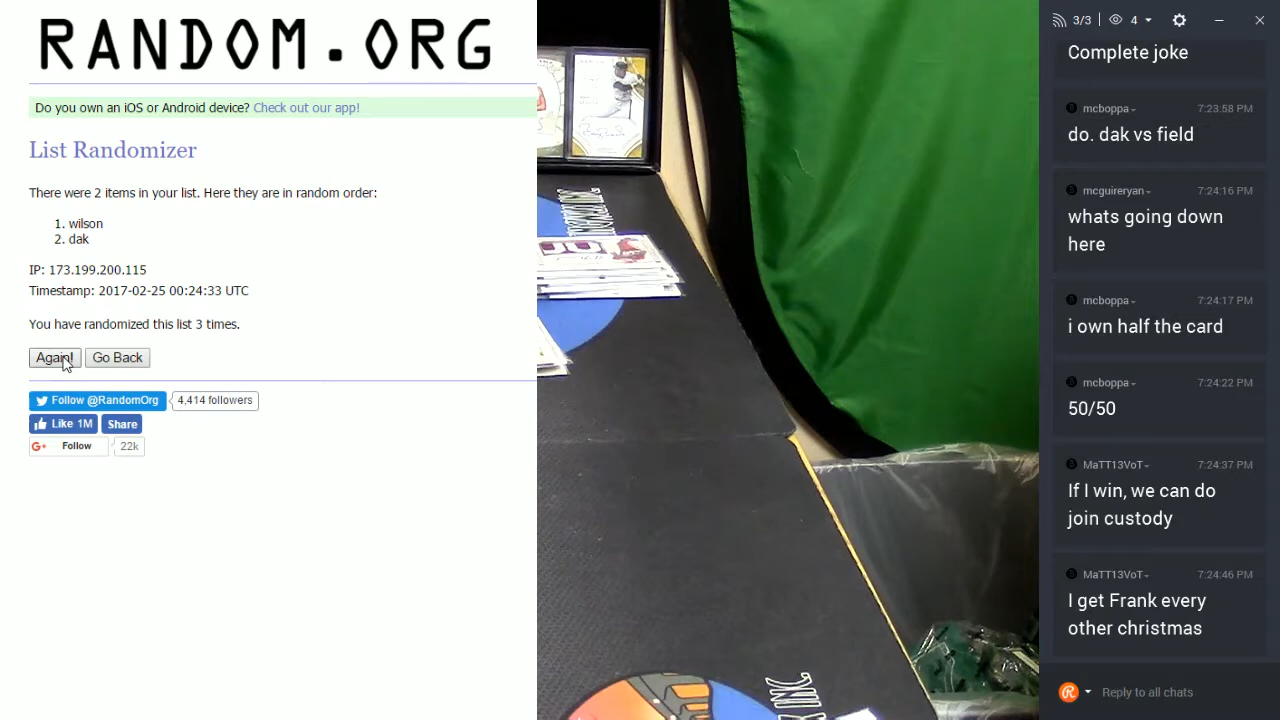 RANDOM.ORG
Do you own an iOS or Android device? Check out our app!
List Randomizer
There were 2 items in your list. Here they are in random order:
1. wilson
2. dak
IP: 173.199.200.115
Timestamp: 2017-02-25 00:24:33 UTC
You have randomized this list 3 times.
Again! Go Back
Follow @RandomOrg 4,414 followers
Like 1M Share
G+ Follow 22k
INC
3/3 4
Complete joke
mcboppa 7:23:58 PM
do. dak vs field
mcguireryan 7:24:16 PM
whats going down
here
mcboppa 7:24:17 PM
i own half the card
mcboppa 7:24:22 PM
50/50
MaTT13VoT 7:24:37 PM
If I win, we can do
join custody
MaTT13VoT 7:24:46 PM
I get Frank every
other christmas
Reply to all chats